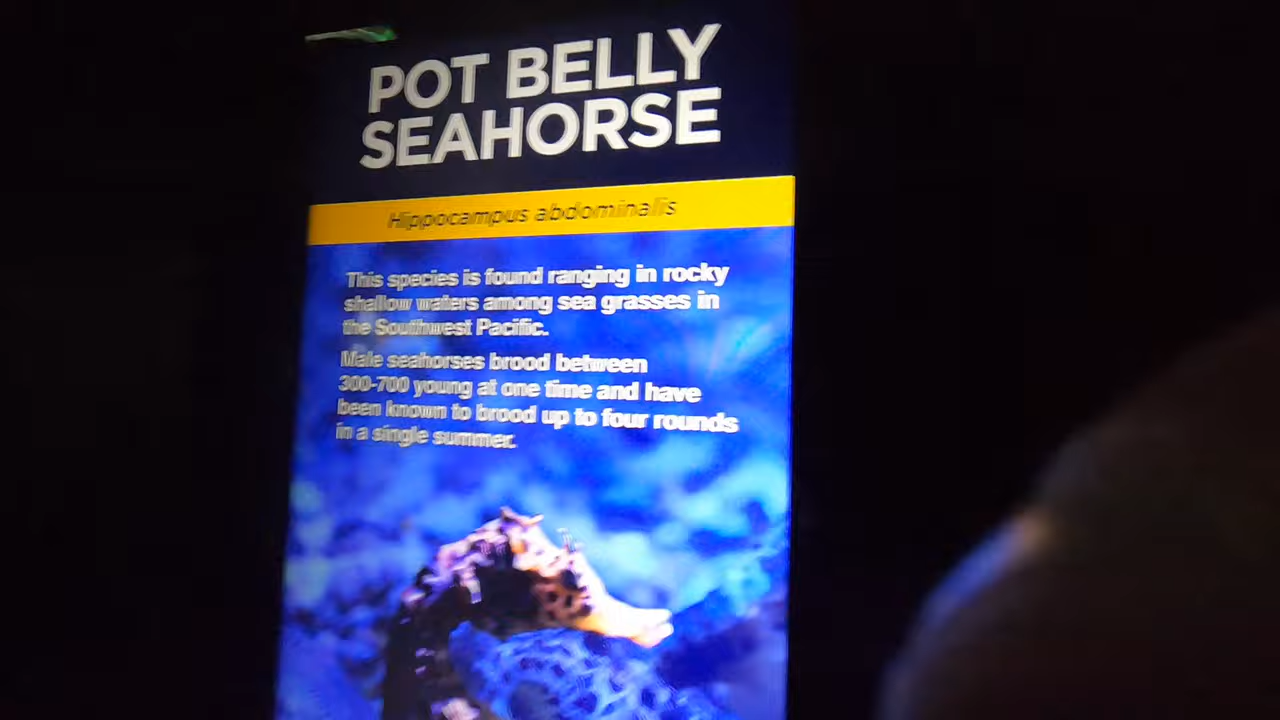 POT BELLY
SEAHORSE
Hippocampus abdominalis
This species is found ranging in rocky
shallow waters among sea grasses in
the Southwest Pacific.
Male seahorses brood between
300-700 young at one time and have
been known to brood up to four rounds
in a single summer.